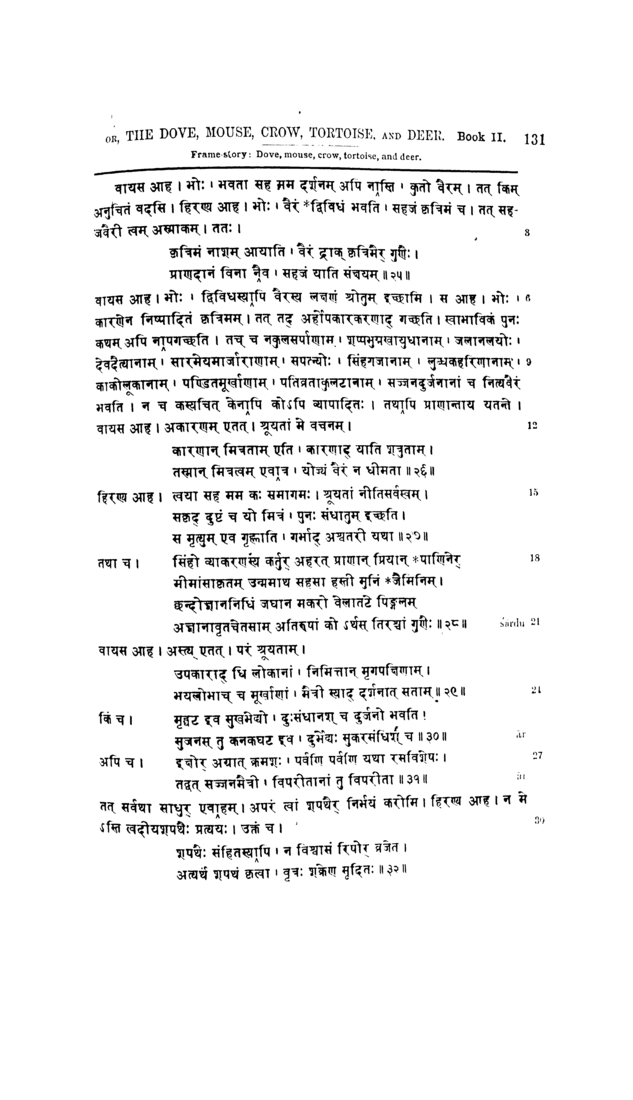 OR, THE DOVE, MOUSE, CROW, TORTOISE, AND DEER. Book II. 131
Frame-story: Dove, mouse, crow, tortoise, and deer.
वायस आह । भोः । भवता सह मम दर्शनम् अपि नास्ति । कुतो वैरम् । तत् किम्
अनुचितं वदसि । हिरण्य आह । भोः । वैरं *द्विविधं भवति । सहजं कृत्रिमं च । तत् सह-
जवैरी त्वम् अस्माकम् । ततः । 3
कृत्रिमं नाशम् आयाति । वैरं द्राक् कृत्रिमैर् गुणैः ।
प्राणदानं विना नैव । सहजं याति संचयम् ॥२५॥
वायस आह । भोः । द्विविधस्यापि वैरस्य लक्षणं श्रोतुम् इच्छामि । स आह । भोः । 6
कारणेन निष्पादितं कृत्रिमम् । तत् तद् अर्होपकारकरणाद् गच्छति । स्वाभाविकं पुनः
कथम् अपि नापगच्छति । तच् च नकुलसर्पाणाम् । शष्पभुग्नखायुधानाम् । जलानलयोः ।
देवदैत्यानाम् । सारमेयमार्जाराणाम् । सपत्न्योः । सिंहगजानाम् । लुब्धकहरिणानाम् । 9
काकोलूकानाम् । पण्डितमूर्खाणाम् । पतिव्रताकुलटानाम् । सज्जनदुर्जनानां च नित्यवैरं
भवति । न च कस्यचित् केनापि कोऽपि व्यापादितः । तथापि प्राणान्ताय यतन्ते ।
वायस आह । अकारणम् एतत् । श्रूयतां मे वचनम् । 12
कारणान् मित्रताम् एति । कारणाद् याति शत्रुताम् ।
तस्मान् मित्रत्वम् एवात्र । योज्यं वैरं न धीमता ॥२६॥
हिरण्य आह । त्वया सह मम कः समागमः । श्रूयतां नीतिसर्वस्वम् । 15
सकृद् दुष्टं च यो मित्रं । पुनः संधातुम् इच्छति ।
स मृत्युम् एव गृह्णाति । गर्भाद् अश्वतरी यथा ॥२७॥
तथा च । सिंहो व्याकरणस्य कर्तुर् अहरत् प्राणान् प्रियान् *पाणिनेर् 18
मीमांसाकृतम् उन्ममाथ सहसा हस्ती मुनिं *जैमिनिम् ।
छन्दोज्ञाननिधिं जघान मकरो वेलातटे पिङ्गलम्
अज्ञानावृतचेतसाम् अतिरुषां को ऽर्थस् तिरश्चां गुणैः ॥२८॥ śārdū 21
वायस आह । अस्त्य् एतत् । परं श्रूयताम् ।
उपकाराद् धि लोकानां । निमित्तान् मृगपक्षिणाम् ।
भयलोभाच् च मूर्खाणां । मैत्री स्याद् दर्शनात् सताम् ॥२९॥ 24
किं च । मृद्घट इव सुखभेद्यो । दुःसंधानश् च दुर्जनो भवति ।
सुजनस् तु कनकघट इव । दुर्भेद्यः सुकरसंधिश् च ॥३०॥ ār
अपि च । इक्षोर् अग्रात् क्रमशः । पर्वणि पर्वणि यथा रसविशेषः । 27
तद्वत् सज्जनमैत्री । विपरीतानां तु विपरीता ॥३१॥ ār
तत् सर्वथा साधुर् एवाहम् । अपरं त्वां शपथैर् निर्भयं करोमि । हिरण्य आह । न मे
ऽस्ति त्वदीयशपथैः प्रत्ययः । उक्तं च । 30
शपथैः संहितस्यापि । न विश्वासं रिपोर् व्रजेत् ।
अत्यर्थं शपथं कृत्वा । वृत्रः शक्रेण मृदितः ॥३२॥